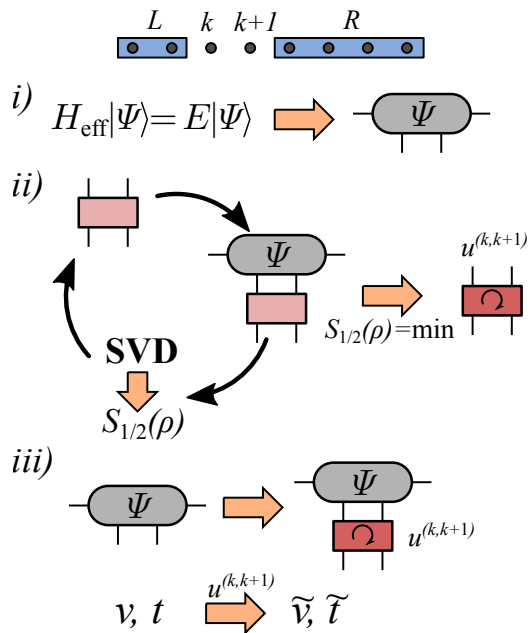 L k k+1 R
i) H_eff|Ψ⟩= E|Ψ⟩ Ψ
ii)
Ψ
u^(k,k+1)
S_1/2(ρ)=min
SVD
S_1/2(ρ)
iii)
Ψ Ψ
u^(k,k+1)
v, t u^(k,k+1) ṽ, t̃